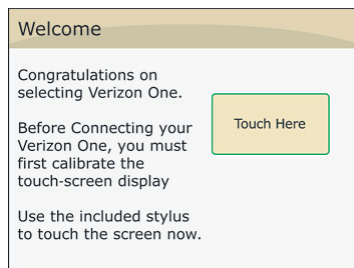 Welcome
Congratulations on
selecting Verizon One.
Before Connecting your
Verizon One, you must
first calibrate the
touch-screen display
Use the included stylus
to touch the screen now.
Touch Here